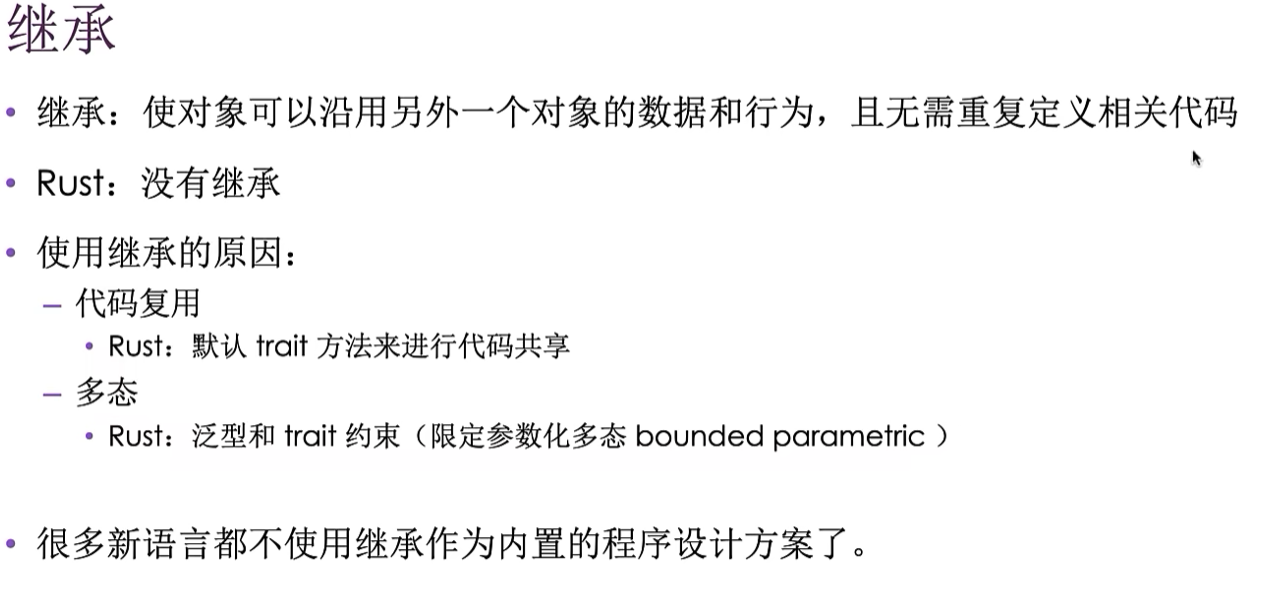 继承
• 继承：使对象可以沿用另外一个对象的数据和行为，且无需重复定义相关代码
• Rust：没有继承
• 使用继承的原因：
– 代码复用
• Rust：默认 trait 方法来进行代码共享
– 多态
• Rust：泛型和 trait 约束（限定参数化多态 bounded parametric ）
• 很多新语言都不使用继承作为内置的程序设计方案了。